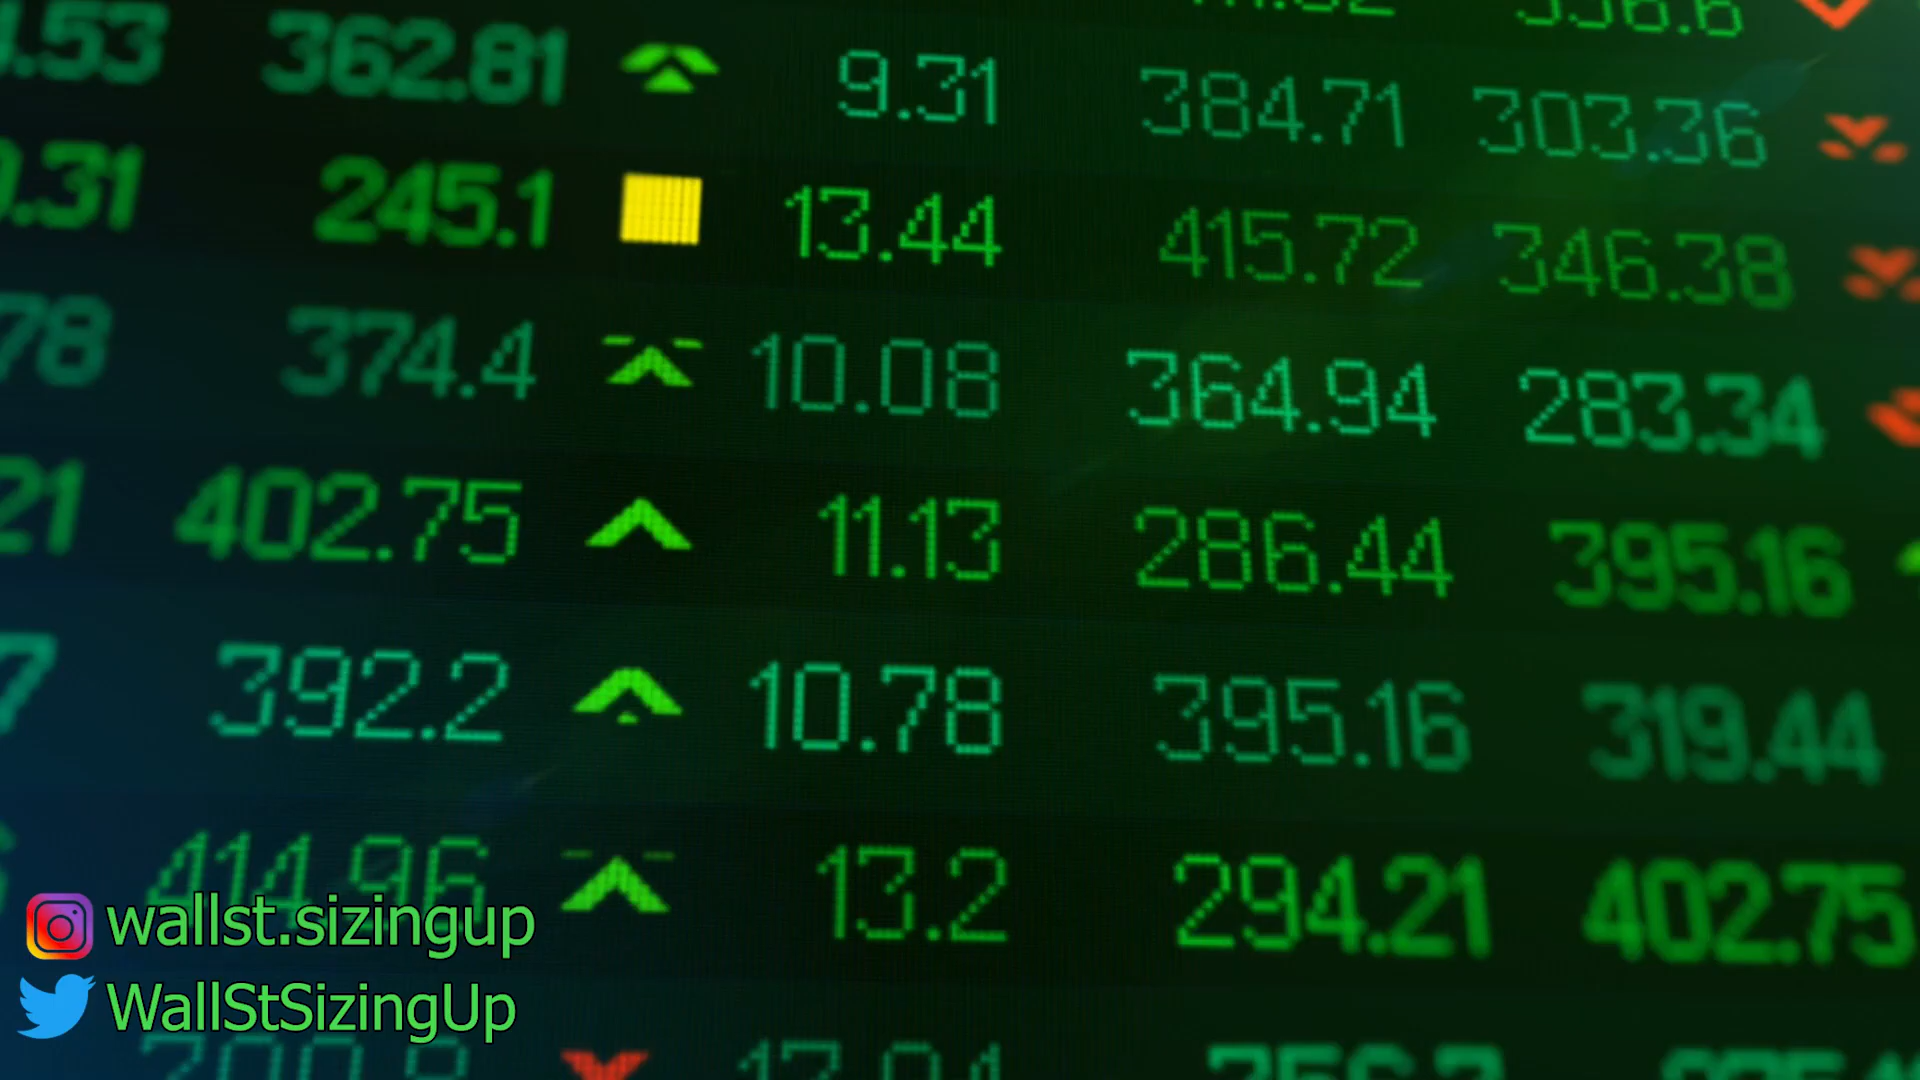 362.81 9.31 384.71 303.36
245.1 13.44 415.72 346.38
374.4 10.08 364.94 283.34
402.75 11.13 286.44 395.16
392.2 10.78 395.16 319.44
414.96 13.2 294.21 402.75
wallst.sizingup
WallStSizingUp